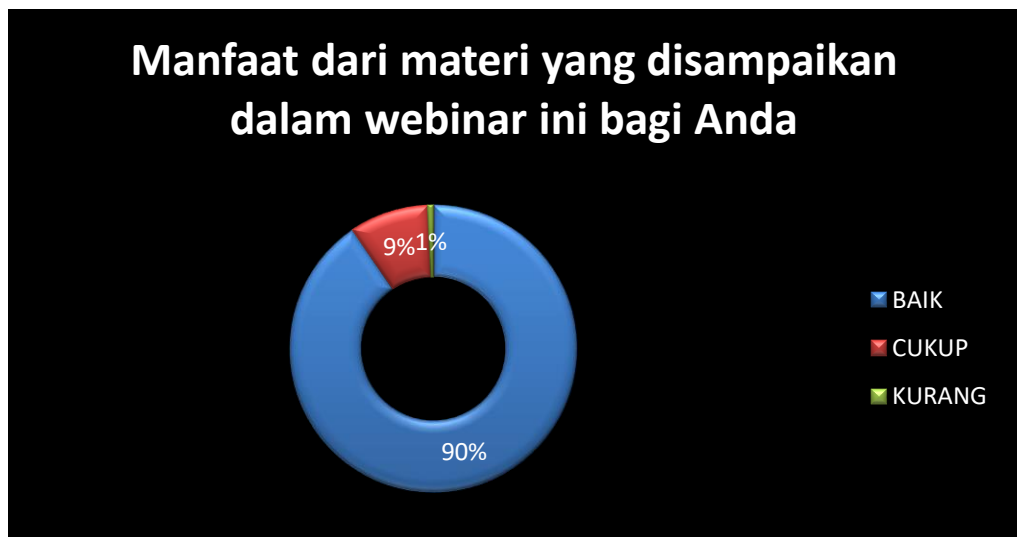 Manfaat dari materi yang disampaikan
dalam webinar ini bagi Anda
9%
1%
90%
BAIK
CUKUP
KURANG